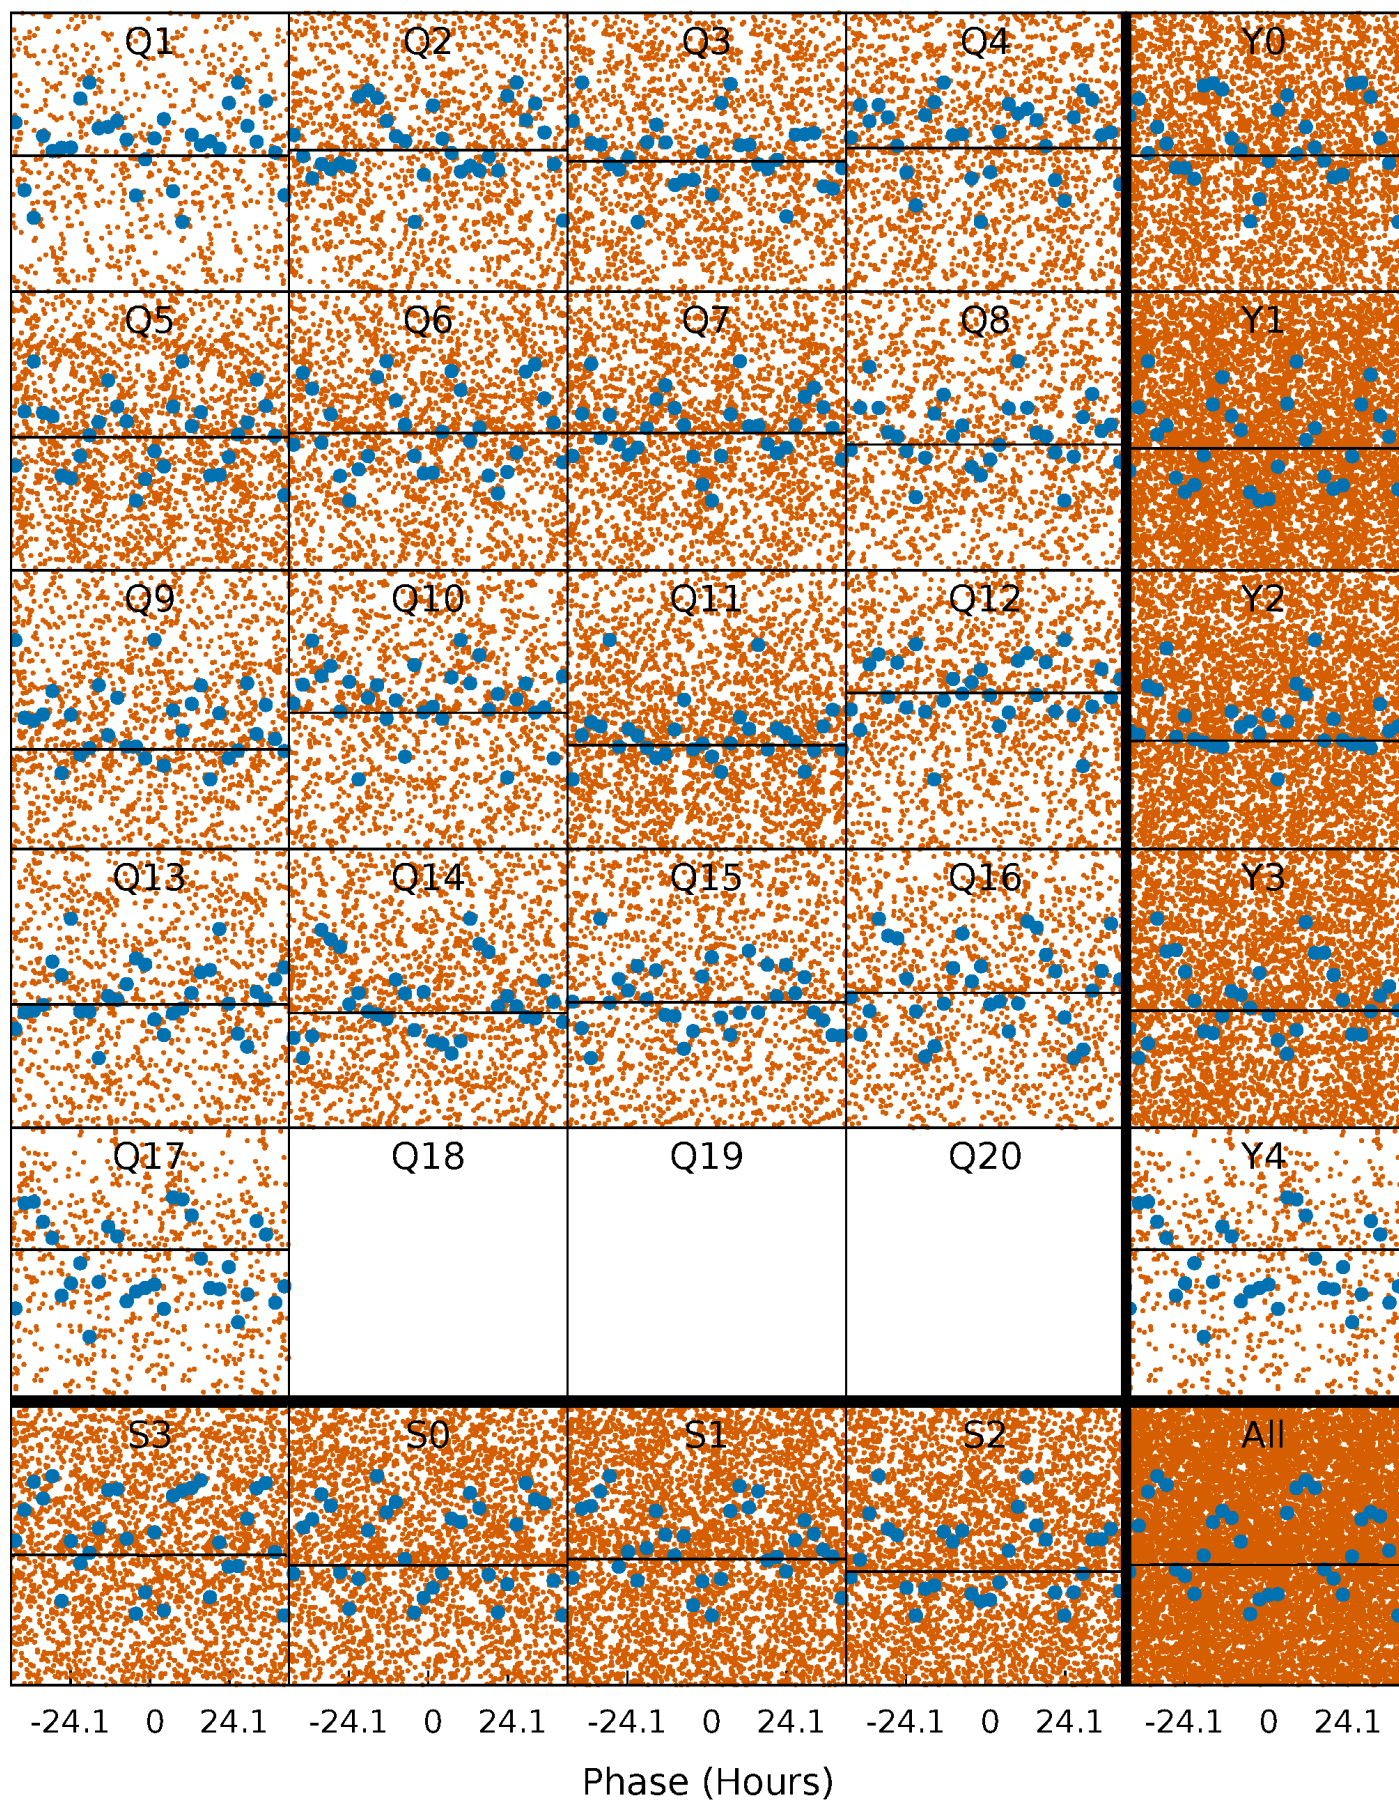 Q1 Q2 Q3 Q4 Y0
Q5 Q6 Q7 Q8 Y1
Q9 Q10 Q11 Q12 Y2
Q13 Q14 Q15 Q16 Y3
Q17 Q18 Q19 Q20 Y4
S3 S0 S1 S2 All
-24.1 0 24.1 -24.1 0 24.1 -24.1 0 24.1 -24.1 0 24.1 -24.1 0 24.1
Phase (Hours)